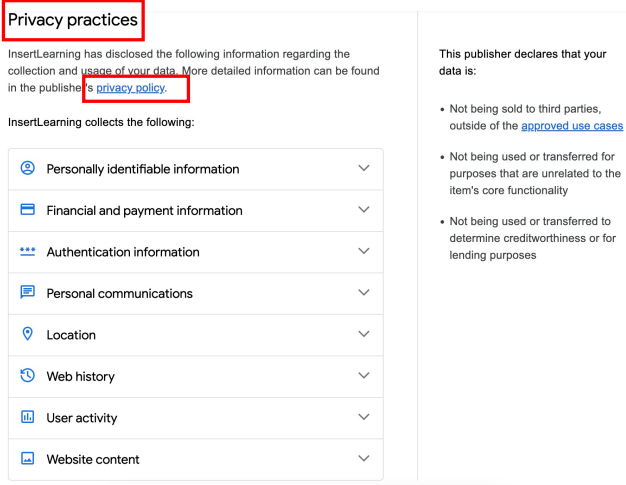 Privacy practices
InsertLearning has disclosed the following information regarding the
collection and usage of your data. More detailed information can be found
in the publisher's privacy policy.
InsertLearning collects the following:
Personally identifiable information
Financial and payment information
Authentication information
Personal communications
Location
Web history
User activity
Website content
This publisher declares that your
data is:
• Not being sold to third parties,
outside of the approved use cases
• Not being used or transferred for
purposes that are unrelated to the
item's core functionality
• Not being used or transferred to
determine creditworthiness or for
lending purposes